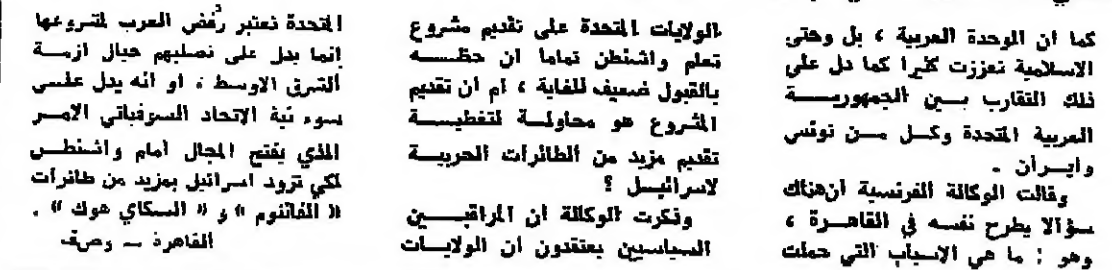 كما ان الوحدة العربية ، بل وحتى
الاسلامية تعززت كثيرا كما دل على
ذلك التقارب بين الجمهورية
العربية المتحدة وكل من تونس
وايران .
وقالت الوكالة الفرنسية ان هناك
سؤالا يطرح نفسه في القاهرة ،
وهو : ما هي الاسباب التي حملت
الولايات المتحدة على تقديم مشروع
تعلم واشنطن تماما ان حظه
بالقبول ضعيف للغاية ، ام ان تقديم
المشروع هو محاولة لتغطية
تقديم مزيد من الطائرات الحربية
لاسرائيل ؟
وذكرت الوكالة ان المراقبين
السياسيين يعتقدون ان الولايات
المتحدة تعتبر رفض العرب لمشروعها
انما يدل على تصلبهم حيال ازمة
الشرق الاوسط ، او انه يدل على
سوء نية الاتحاد السوفياتي الامر
الذي يفتح المجال أمام واشنطن
لكي تزود اسرائيل بمزيد من طائرات
« الفانتوم » و « السكاي هوك » .
القاهرة — وصف